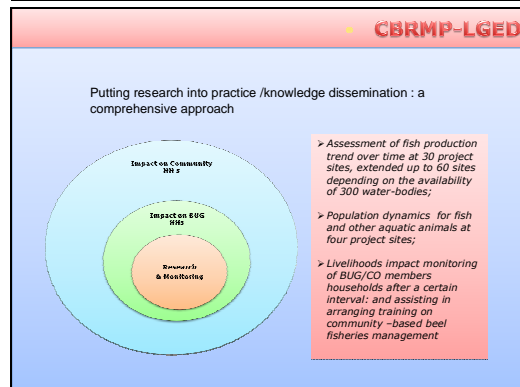 CBRMP-LGED
Putting research into practice /knowledge dissemination : a
comprehensive approach
Impact on Community
HHs
Impact on BUG
HHs
Research
& Monitoring
➢ Assessment of fish production
trend over time at 30 project
sites, extended up to 60 sites
depending on the availability
of 300 water-bodies;
➢ Population dynamics for fish
and other aquatic animals at
four project sites;
➢ Livelihoods impact monitoring
of BUG/CO members
households after a certain
interval: and assisting in
arranging training on
community –based beel
fisheries management